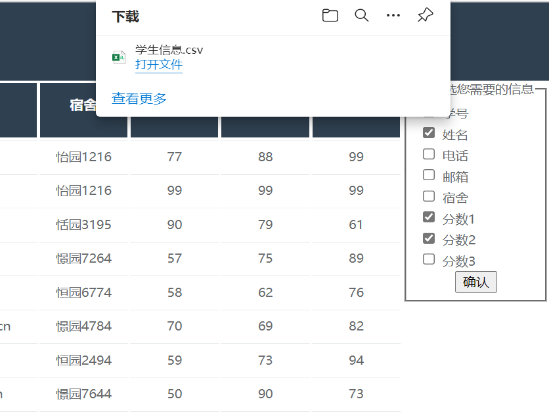 下载
学生信息.csv
打开文件
查看更多
宿舍
选您需要的信息
学号
姓名
电话
邮箱
宿舍
分数1
分数2
分数3
确认
怡园1216 77 88 99
怡园1216 99 99 99
恬园3195 90 79 61
憬园7264 57 75 89
恒园6774 58 62 76
cn 憬园4784 70 69 82
恒园2494 59 73 94
n 憬园7644 50 90 73